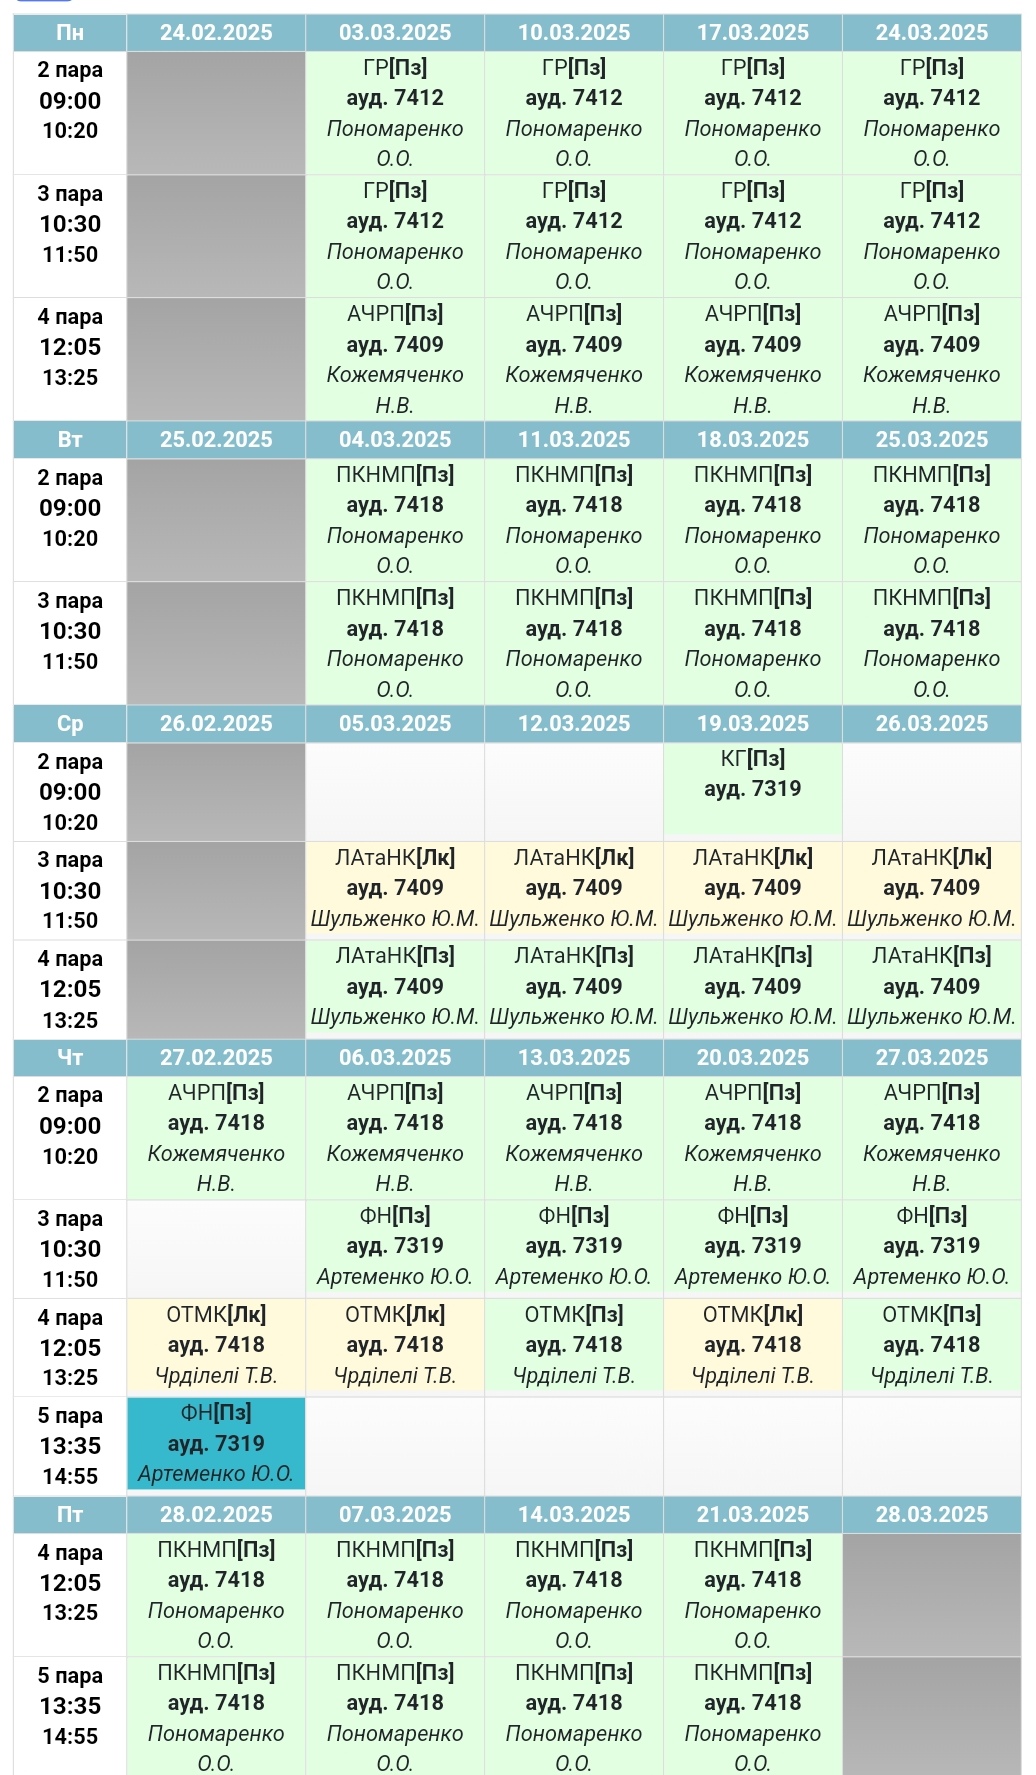 Пн 24.02.2025 03.03.2025 10.03.2025 17.03.2025 24.03.2025
2 пара ГР[Пз] ГР[Пз] ГР[Пз] ГР[Пз]
09:00 ауд. 7412 ауд. 7412 ауд. 7412 ауд. 7412
10:20 Пономаренко Пономаренко Пономаренко Пономаренко
О.О. О.О. О.О. О.О.
3 пара ГР[Пз] ГР[Пз] ГР[Пз] ГР[Пз]
10:30 ауд. 7412 ауд. 7412 ауд. 7412 ауд. 7412
11:50 Пономаренко Пономаренко Пономаренко Пономаренко
О.О. О.О. О.О. О.О.
4 пара АЧРП[Пз] АЧРП[Пз] АЧРП[Пз] АЧРП[Пз]
12:05 ауд. 7409 ауд. 7409 ауд. 7409 ауд. 7409
13:25 Кожемяченко Кожемяченко Кожемяченко Кожемяченко
Н.В. Н.В. Н.В. Н.В.
Вт 25.02.2025 04.03.2025 11.03.2025 18.03.2025 25.03.2025
2 пара ПКНМП[Пз] ПКНМП[Пз] ПКНМП[Пз] ПКНМП[Пз]
09:00 ауд. 7418 ауд. 7418 ауд. 7418 ауд. 7418
10:20 Пономаренко Пономаренко Пономаренко Пономаренко
О.О. О.О. О.О. О.О.
3 пара ПКНМП[Пз] ПКНМП[Пз] ПКНМП[Пз] ПКНМП[Пз]
10:30 ауд. 7418 ауд. 7418 ауд. 7418 ауд. 7418
11:50 Пономаренко Пономаренко Пономаренко Пономаренко
О.О. О.О. О.О. О.О.
Ср 26.02.2025 05.03.2025 12.03.2025 19.03.2025 26.03.2025
2 пара КГ[Пз]
09:00 ауд. 7319
10:20
3 пара ЛАтаНК[Лк] ЛАтаНК[Лк] ЛАтаНК[Лк] ЛАтаНК[Лк]
10:30 ауд. 7409 ауд. 7409 ауд. 7409 ауд. 7409
11:50 Шульженко Ю.М. Шульженко Ю.М. Шульженко Ю.М. Шульженко Ю.М.
4 пара ЛАтаНК[Пз] ЛАтаНК[Пз] ЛАтаНК[Пз] ЛАтаНК[Пз]
12:05 ауд. 7409 ауд. 7409 ауд. 7409 ауд. 7409
13:25 Шульженко Ю.М. Шульженко Ю.М. Шульженко Ю.М. Шульженко Ю.М.
Чт 27.02.2025 06.03.2025 13.03.2025 20.03.2025 27.03.2025
2 пара АЧРП[Пз] АЧРП[Пз] АЧРП[Пз] АЧРП[Пз] АЧРП[Пз]
09:00 ауд. 7418 ауд. 7418 ауд. 7418 ауд. 7418 ауд. 7418
10:20 Кожемяченко Кожемяченко Кожемяченко Кожемяченко Кожемяченко
Н.В. Н.В. Н.В. Н.В. Н.В.
3 пара ФН[Пз] ФН[Пз] ФН[Пз] ФН[Пз]
10:30 ауд. 7319 ауд. 7319 ауд. 7319 ауд. 7319
11:50 Артеменко Ю.О. Артеменко Ю.О. Артеменко Ю.О. Артеменко Ю.О.
4 пара ОТМК[Лк] ОТМК[Лк] ОТМК[Пз] ОТМК[Лк] ОТМК[Пз]
12:05 ауд. 7418 ауд. 7418 ауд. 7418 ауд. 7418 ауд. 7418
13:25 Чрділелі Т.В. Чрділелі Т.В. Чрділелі Т.В. Чрділелі Т.В. Чрділелі Т.В.
5 пара ФН[Пз]
13:35 ауд. 7319
14:55 Артеменко Ю.О.
Пт 28.02.2025 07.03.2025 14.03.2025 21.03.2025 28.03.2025
4 пара ПКНМП[Пз] ПКНМП[Пз] ПКНМП[Пз] ПКНМП[Пз]
12:05 ауд. 7418 ауд. 7418 ауд. 7418 ауд. 7418
13:25 Пономаренко Пономаренко Пономаренко Пономаренко
О.О. О.О. О.О. О.О.
5 пара ПКНМП[Пз] ПКНМП[Пз] ПКНМП[Пз] ПКНМП[Пз]
13:35 ауд. 7418 ауд. 7418 ауд. 7418 ауд. 7418
14:55 Пономаренко Пономаренко Пономаренко Пономаренко
О.О. О.О. О.О. О.О.